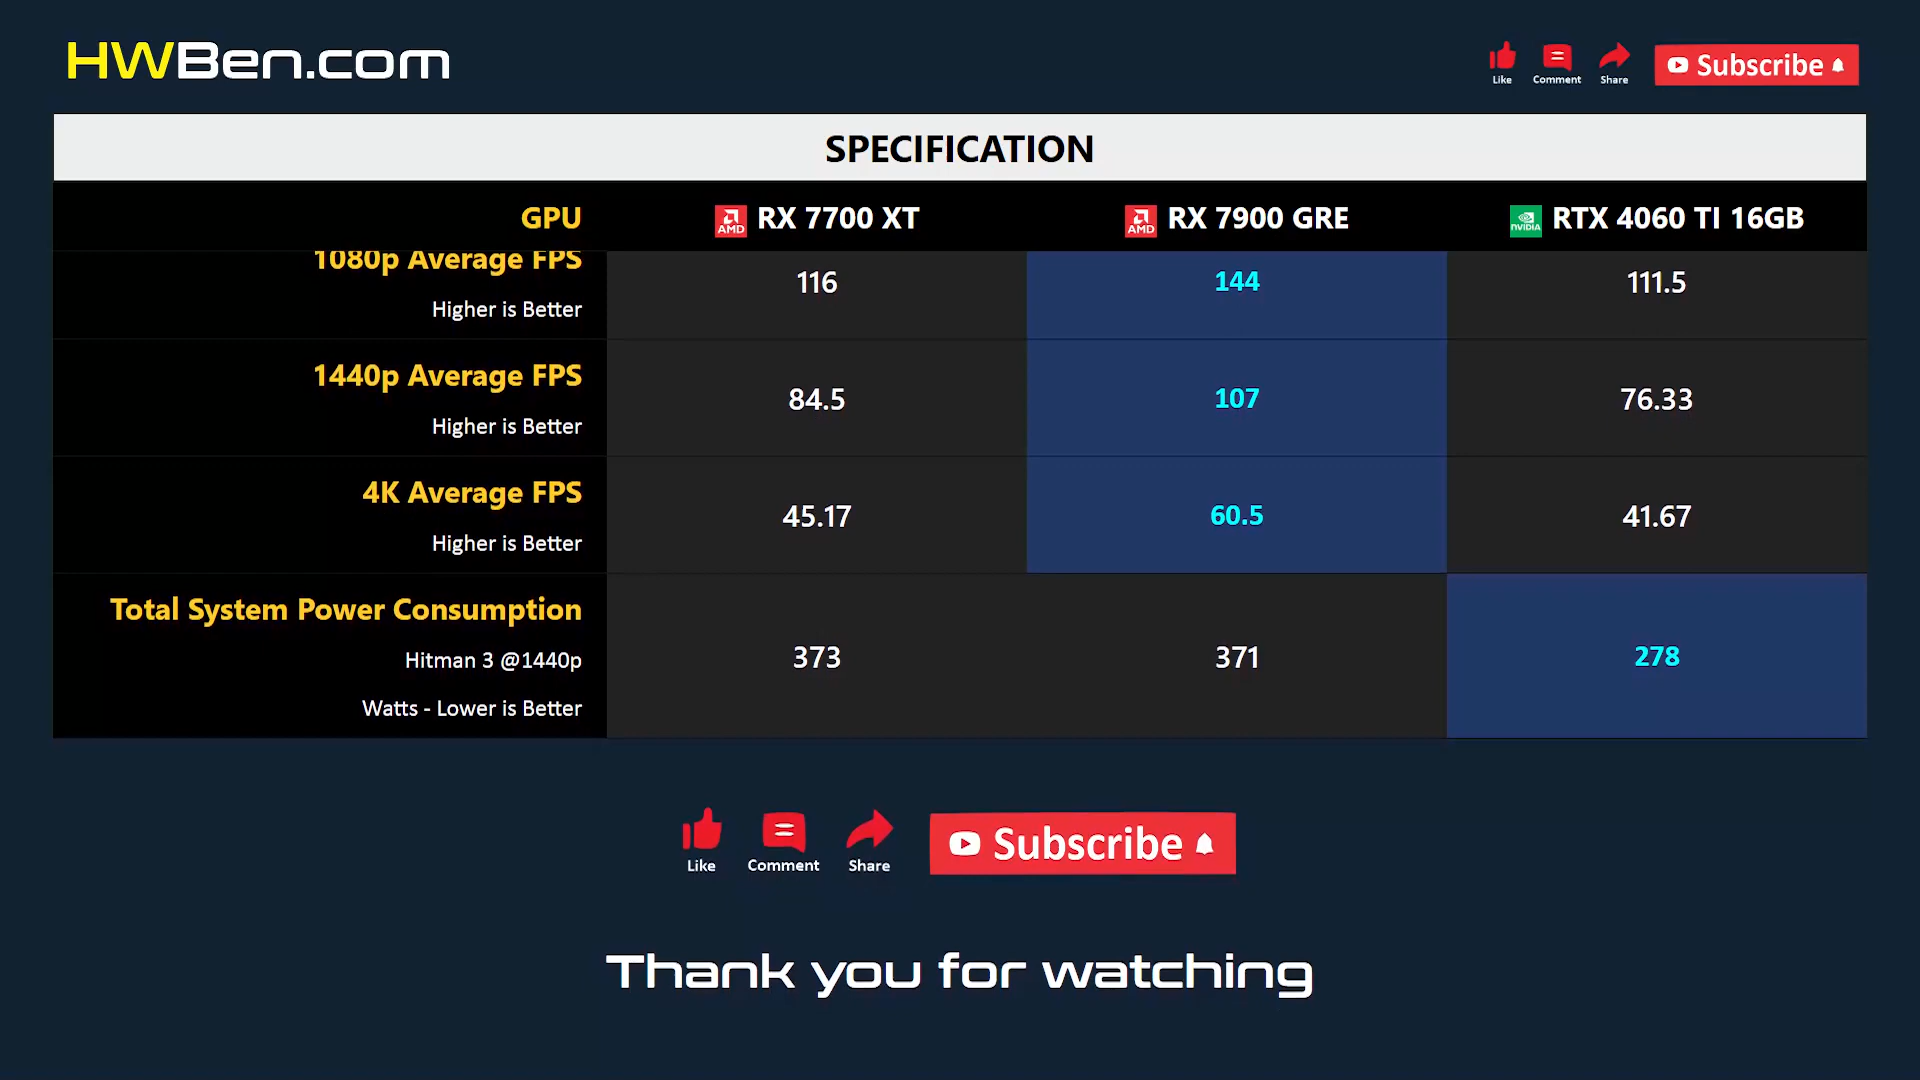 HWBen.com
Like Comment Share Subscribe
SPECIFICATION
GPU AMD RX 7700 XT AMD RX 7900 GRE NVIDIA RTX 4060 TI 16GB
1080p Average FPS 116 144 111.5
Higher is Better
1440p Average FPS 84.5 107 76.33
Higher is Better
4K Average FPS 45.17 60.5 41.67
Higher is Better
Total System Power Consumption
Hitman 3 @1440p 373 371 278
Watts - Lower is Better
Like Comment Share Subscribe
Thank you for watching